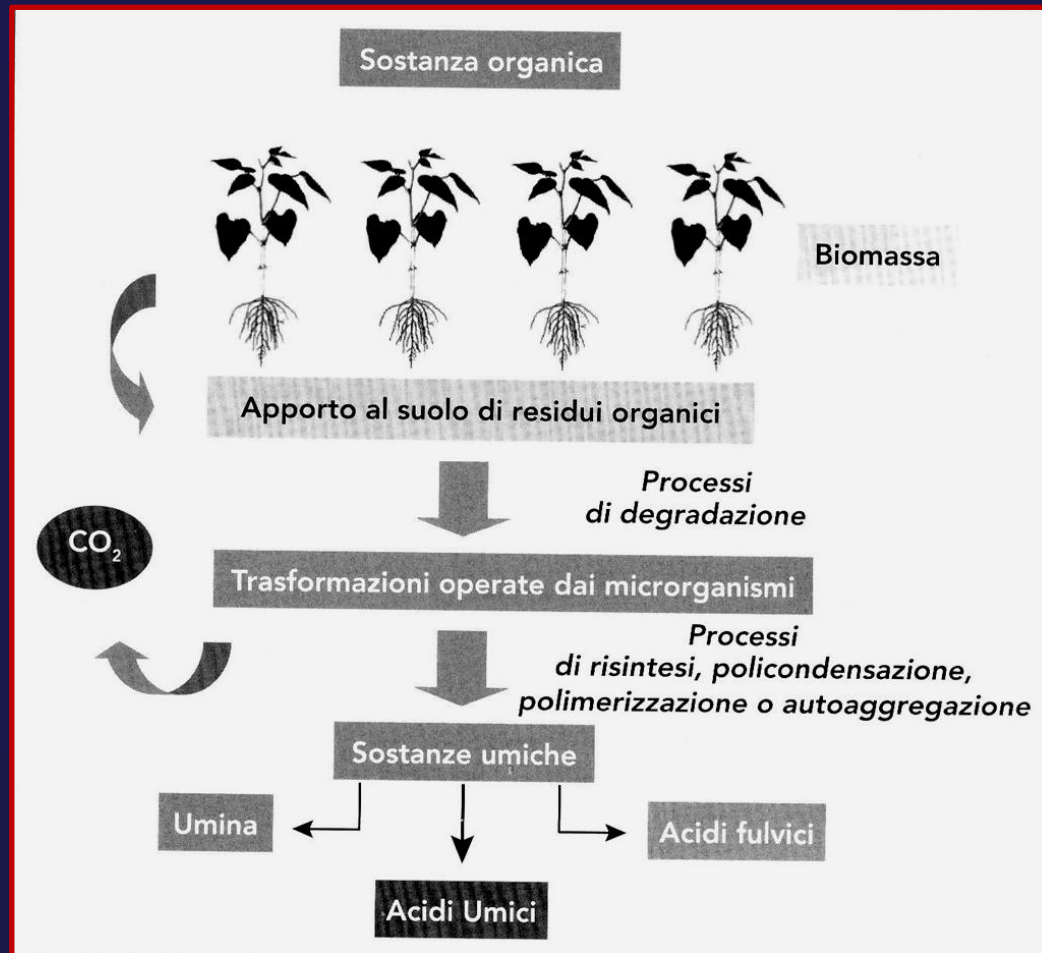 Sostanza organica
Biomassa
Apporto al suolo di residui organici
Processi
di degradazione
CO₂
Trasformazioni operate dai microrganismi
Processi
di risintesi, policondensazione,
polimerizzazione o autoaggregazione
Sostanze umiche
Umina
Acidi fulvici
Acidi Umici